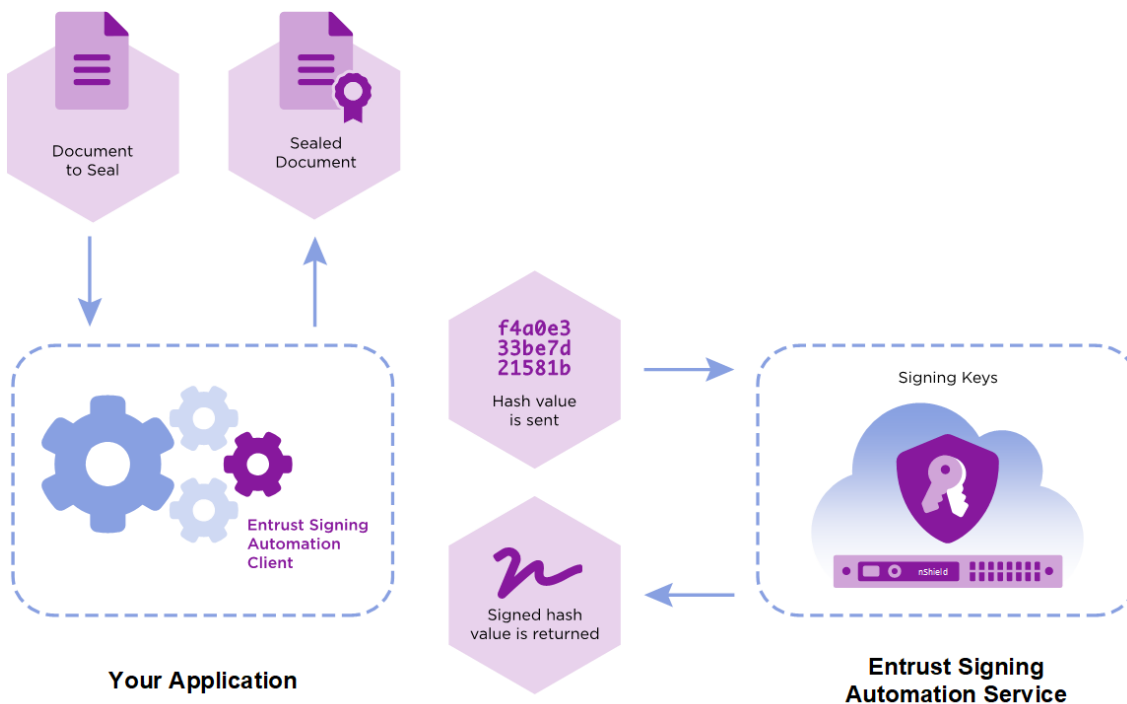 Document
to Seal
Sealed
Document
f4a0e3
33be7d
21581b
Hash value
is sent
Signing Keys
Entrust Signing
Automation
Client
nShield
Signed hash
value is returned
Your Application
Entrust Signing
Automation Service